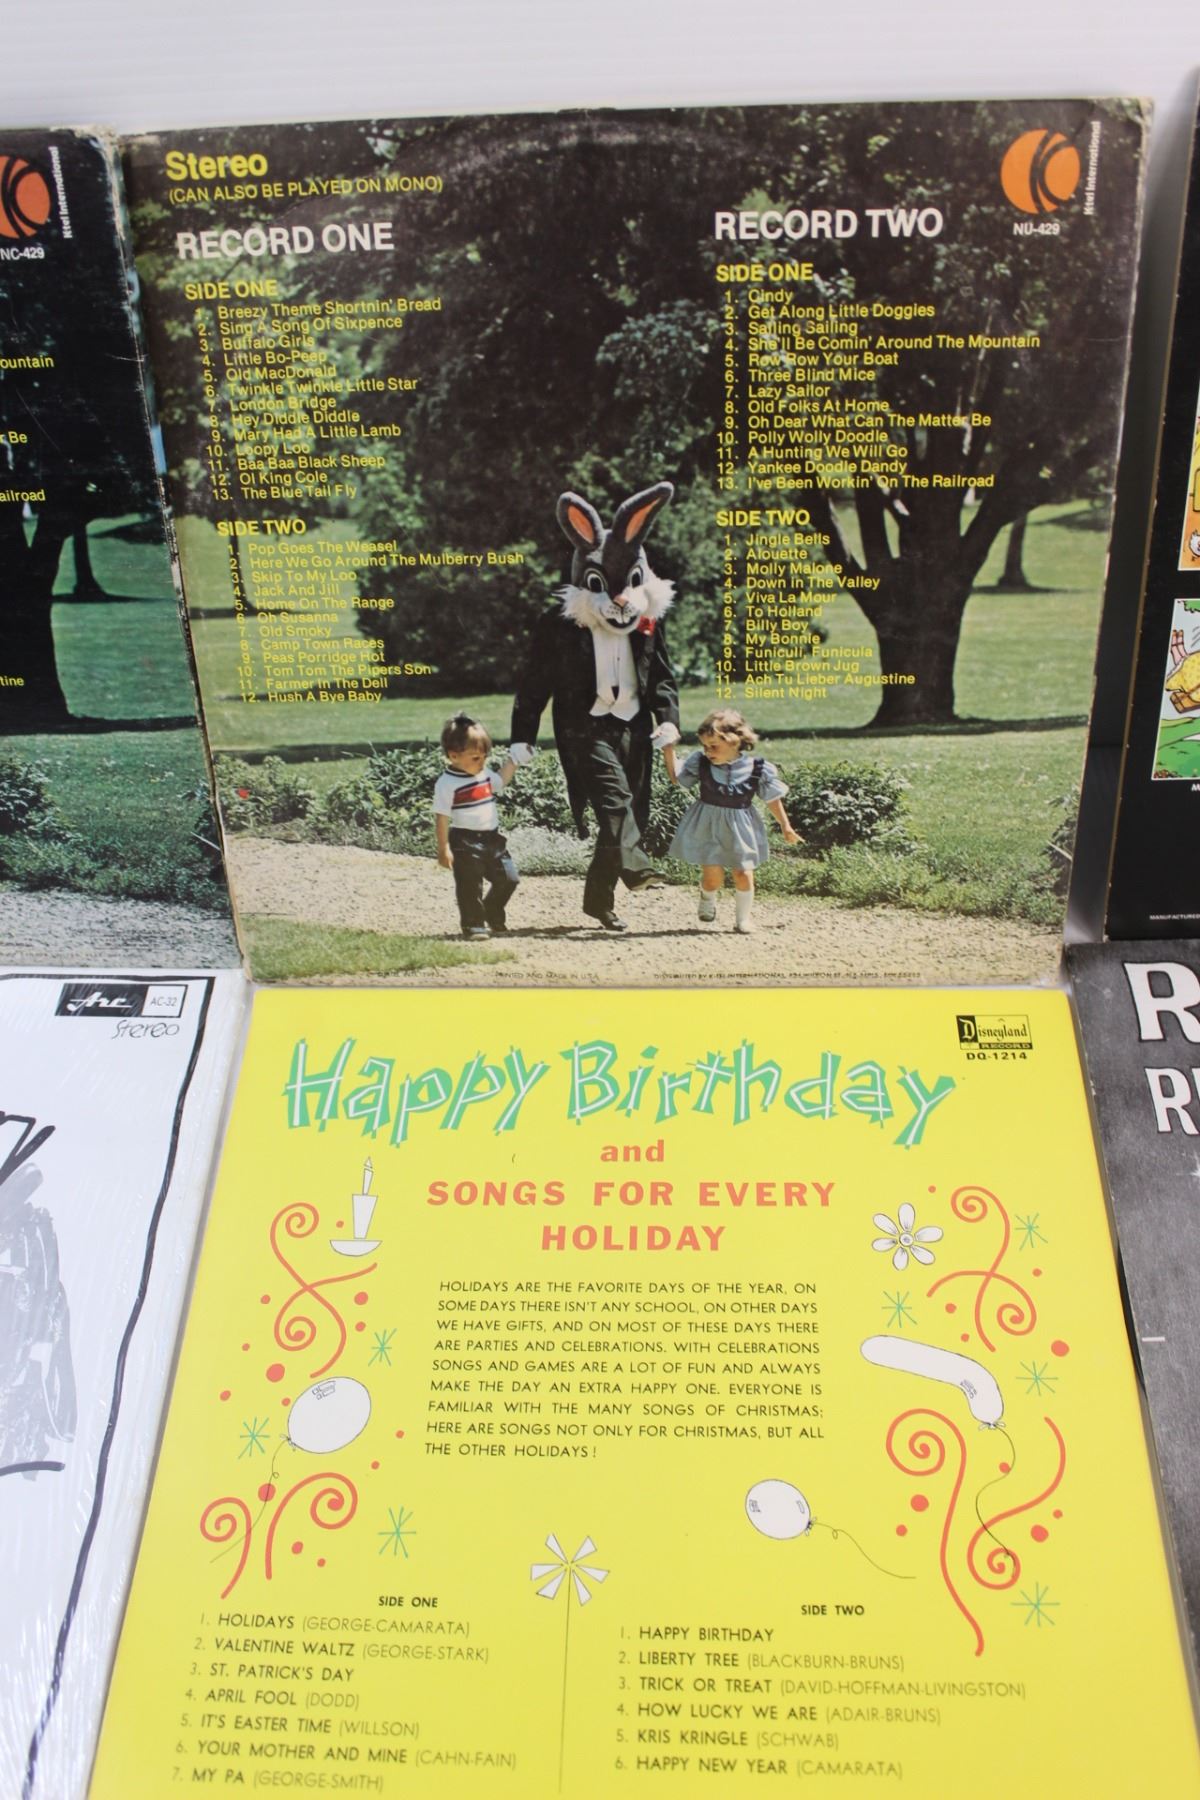 Stereo
(CAN ALSO BE PLAYED ON MONO)
K-tel International
NU-429
RECORD ONE
SIDE ONE
1. Breezy Theme Shortnin' Bread
2. Sing A Song Of Sixpence
3. Buffalo Girls
4. Little Bo-Peep
5. Old MacDonald
6. Twinkle Twinkle Little Star
7. London Bridge
8. Hey Diddle Diddle
9. Mary Had A Little Lamb
10. Loopy Loo
11. Baa Baa Black Sheep
12. Ol King Cole
13. The Blue Tail Fly
SIDE TWO
1. Pop Goes The Weasel
2. Here We Go Around The Mulberry Bush
3. Skip To My Loo
4. Jack And Jill
5. Home On The Range
6. Oh Susanna
7. Old Smoky
8. Camp Town Races
9. Peas Porridge Hot
10. Tom Tom The Pipers Son
11. Farmer In The Dell
12. Hush A Bye Baby
RECORD TWO
SIDE ONE
1. Cindy
2. Get Along Little Doggies
3. Sailing Sailing
4. She'll Be Comin' Around The Mountain
5. Row Row Your Boat
6. Three Blind Mice
7. Lazy Sailor
8. Old Folks At Home
9. Oh Dear What Can The Matter Be
10. Polly Wolly Doodle
11. A Hunting We Will Go
12. Yankee Doodle Dandy
13. I've Been Workin' On The Railroad
SIDE TWO
1. Jingle Bells
2. Alouette
3. Molly Malone
4. Down in The Valley
5. Viva La Mour
6. To Holland
7. Billy Boy
8. My Bonnie
9. Funiculi, Funicula
10. Little Brown Jug
11. Ach Tu Lieber Augustine
12. Silent Night
PRINTED AND MADE IN U.S.A.
DISTRIBUTED BY K-TEL INTERNATIONAL
K-tel International
NC-429
ountain
r Be
ailroad
tine
MANUFACTURED
Arc
AC-32
Stereo
Disneyland
RECORD
DQ-1214
Happy Birthday
and
SONGS FOR EVERY
HOLIDAY
HOLIDAYS ARE THE FAVORITE DAYS OF THE YEAR, ON
SOME DAYS THERE ISN'T ANY SCHOOL, ON OTHER DAYS
WE HAVE GIFTS, AND ON MOST OF THESE DAYS THERE
ARE PARTIES AND CELEBRATIONS. WITH CELEBRATIONS
SONGS AND GAMES ARE A LOT OF FUN AND ALWAYS
MAKE THE DAY AN EXTRA HAPPY ONE. EVERYONE IS
FAMILIAR WITH THE MANY SONGS OF CHRISTMAS;
HERE ARE SONGS NOT ONLY FOR CHRISTMAS, BUT ALL
THE OTHER HOLIDAYS!
SIDE ONE
1. HOLIDAYS (GEORGE-CAMARATA)
2. VALENTINE WALTZ (GEORGE-STARK)
3. ST. PATRICK'S DAY
4. APRIL FOOL (DODD)
5. IT'S EASTER TIME (WILLSON)
6. YOUR MOTHER AND MINE (CAHN-FAIN)
7. MY PA (GEORGE-SMITH)
SIDE TWO
1. HAPPY BIRTHDAY
2. LIBERTY TREE (BLACKBURN-BRUNS)
3. TRICK OR TREAT (DAVID-HOFFMAN-LIVINGSTON)
4. HOW LUCKY WE ARE (ADAIR-BRUNS)
5. KRIS KRINGLE (SCHWAB)
6. HAPPY NEW YEAR (CAMARATA)
R